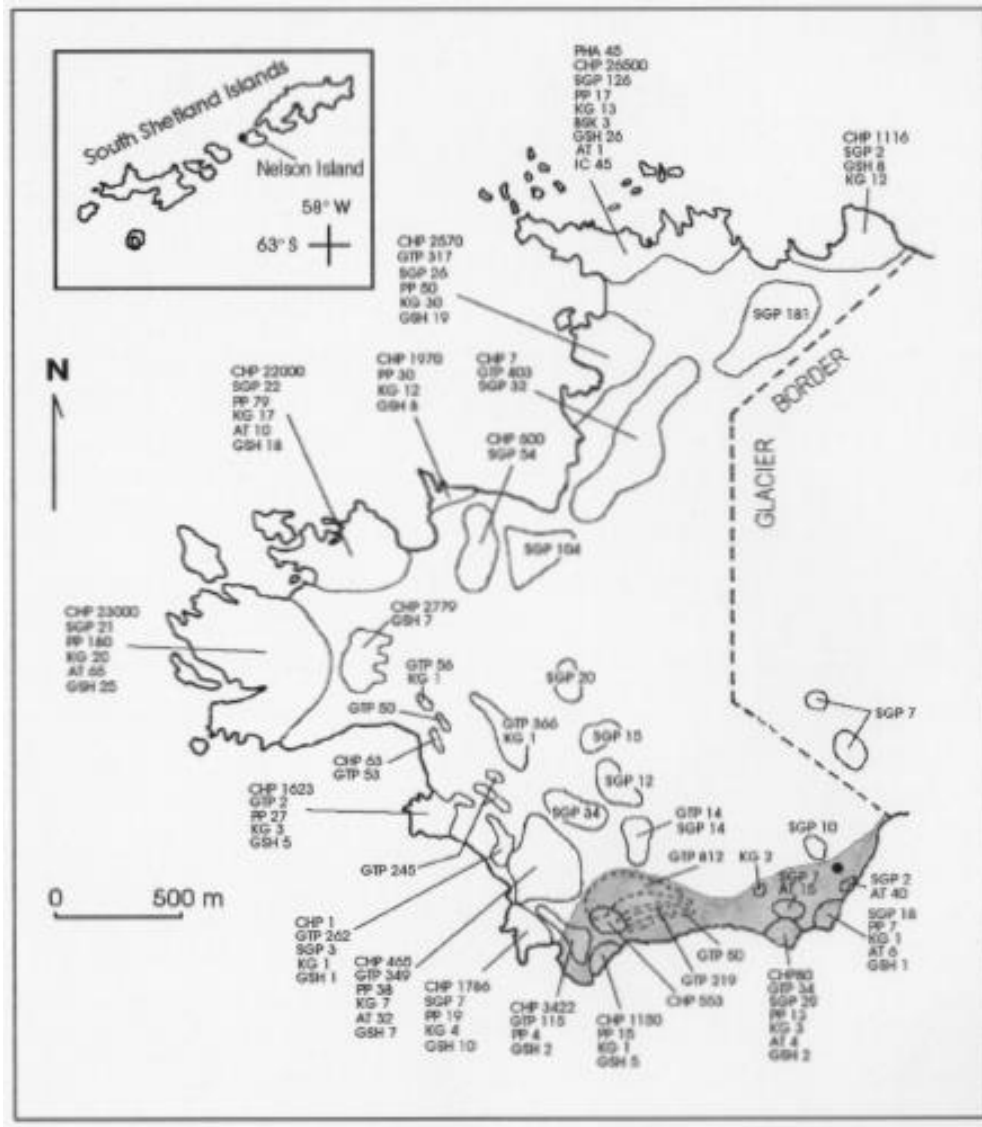 South Shetland Islands
Nelson Island
58° W
63° S
N
PHA 45
CHP 26500
SGP 126
PP 17
KG 13
BSK 3
GSH 26
AT 1
IC 45
CHP 1116
SGP 2
GSH 8
KG 12
CHP 2570
GTP 317
SGP 26
PP 50
KG 30
GSH 19
SGP 181
CHP 1970
PP 30
KG 12
GSH 8
CHP 7
GTP 403
SGP 32
BORDER
GLACIER
CHP 22000
SGP 22
PP 79
KG 17
AT 10
GSH 18
CHP 500
SGP 54
SGP 104
CHP 23000
SGP 21
PP 180
KG 20
AT 65
GSH 25
CHP 2779
GSH 7
GTP 56
KG 1
GTP 50
CHP 53
GTP 53
SGP 20
GTP 366
KG 1
SGP 15
SGP 7
SGP 12
CHP 1623
GTP 2
PP 27
KG 3
GSH 5
SGP 34
GTP 14
SGP 14
SGP 10
GTP 245
GTP 812
KG 2
SGP 7
AT 15
SGP 2
AT 40
0 500 m
CHP 1
GTP 262
SGP 3
KG 1
GSH 1
CHP 465
GTP 349
PP 38
KG 7
AT 32
GSH 7
CHP 1786
SGP 7
PP 19
KG 4
GSH 10
CHP 3422
GTP 115
PP 4
GSH 2
CHP 1150
PP 15
KG 1
GSH 5
GTP 50
GTP 219
CHP 553
CHP80
GTP 34
SGP 29
PP 13
KG 3
AT 4
GSH 2
SGP 18
PP 7
KG 1
AT 6
GSH 1